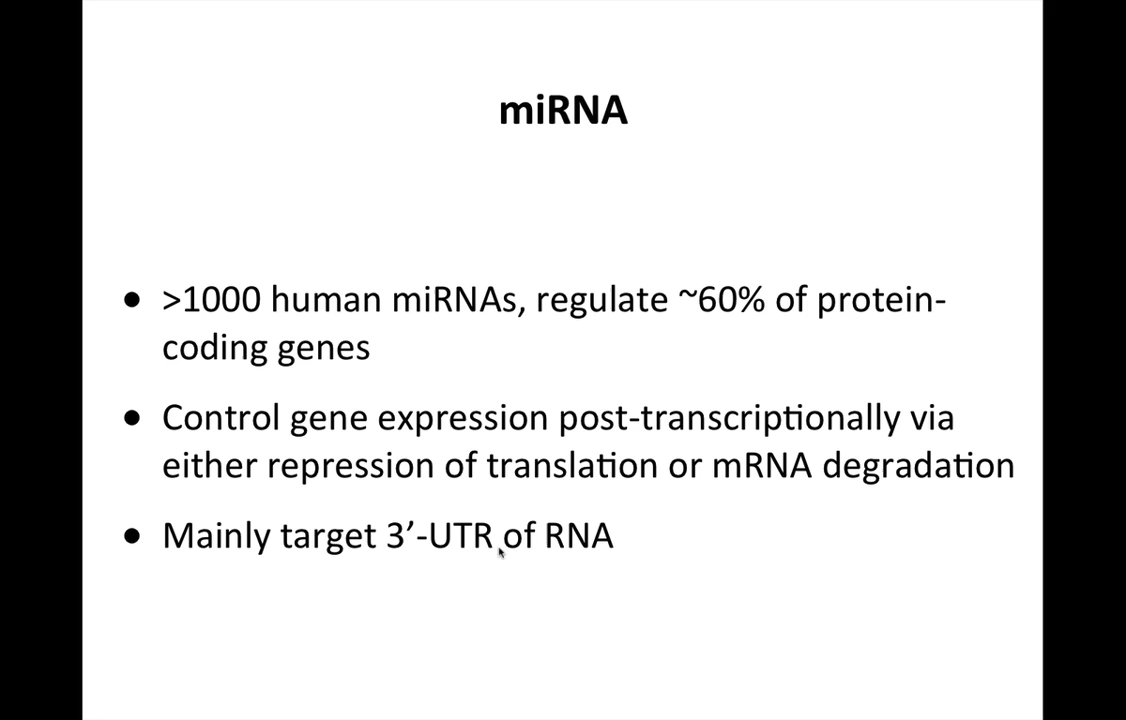 miRNA
• >1000 human miRNAs, regulate ~60% of protein-
coding genes
• Control gene expression post-transcriptionally via
either repression of translation or mRNA degradation
• Mainly target 3’-UTR of RNA